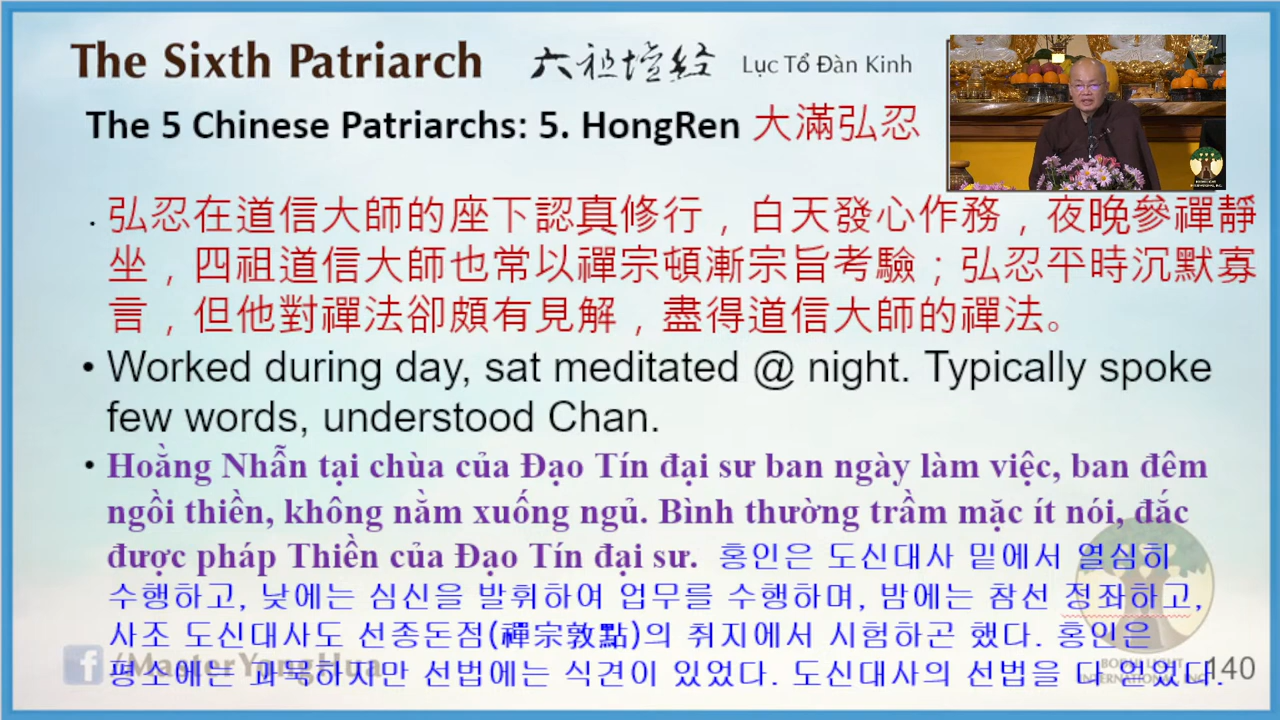 The Sixth Patriarch 六祖壇経 Lục Tổ Đàn Kinh
The 5 Chinese Patriarchs: 5. HongRen 大滿弘忍
弘忍在道信大師的座下認真修行，白天發心作務，夜晚參禪靜
坐，四祖道信大師也常以禪宗頓漸宗旨考驗；弘忍平時沉默寡
言，但他對禪法卻頗有見解，盡得道信大師的禪法。
• Worked during day, sat meditated @ night. Typically spoke
few words, understood Chan.
• Hoằng Nhẫn tại chùa của Đạo Tín đại sư ban ngày làm việc, ban đêm
ngồi thiền, không nằm xuống ngủ. Bình thường trầm mặc ít nói, đắc
được pháp Thiền của Đạo Tín đại sư. 홍인은 도신대사 밑에서 열심히
수행하고, 낮에는 심신을 발휘하여 업무를 수행하며, 밤에는 참선 정좌하고,
사조 도신대사도 선종돈점(禪宗敦點)의 취지에서 시험하곤 했다. 홍인은
평소에는 과묵하지만 선법에는 식견이 있었다. 도신대사의 선법을 다 얻었다.
/MasterYongHua
BODHI LIGHT
INTERNATIONAL, INC.
140